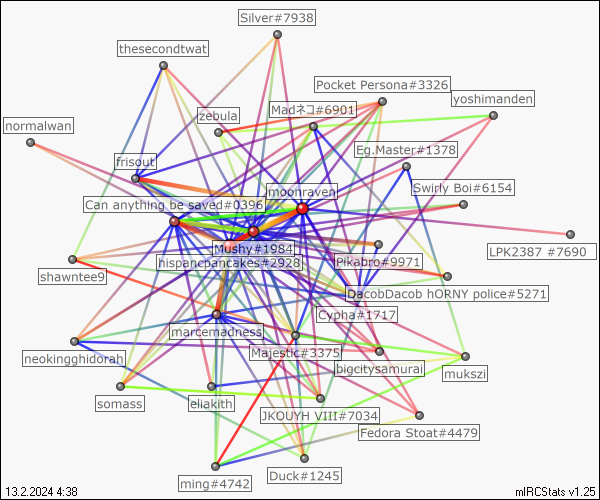 Silver#7938
thesecondtwat
Pocket Persona#3326
yoshimanden
Madネコ#6901
zebula
normalwan
Eg.Master#1378
frisout
moonraven
Swirly Boi#6154
Can anything be saved#0396
Mushy#1984
LPK2387 #7690
hispancpancakes#2928
Pikabro#9971
shawntee9
DacobDacob hORNY police#5271
Cypha#1717
marcemadness
Majestic#3375
neokingghidorah
bigcitysamurai
mukszi
somass
eliakith
JKOUYH VIII#7034
Fedora Stoat#4479
Duck#1245
ming#4742
13.2.2024 4:38
mIRCStats v1.25